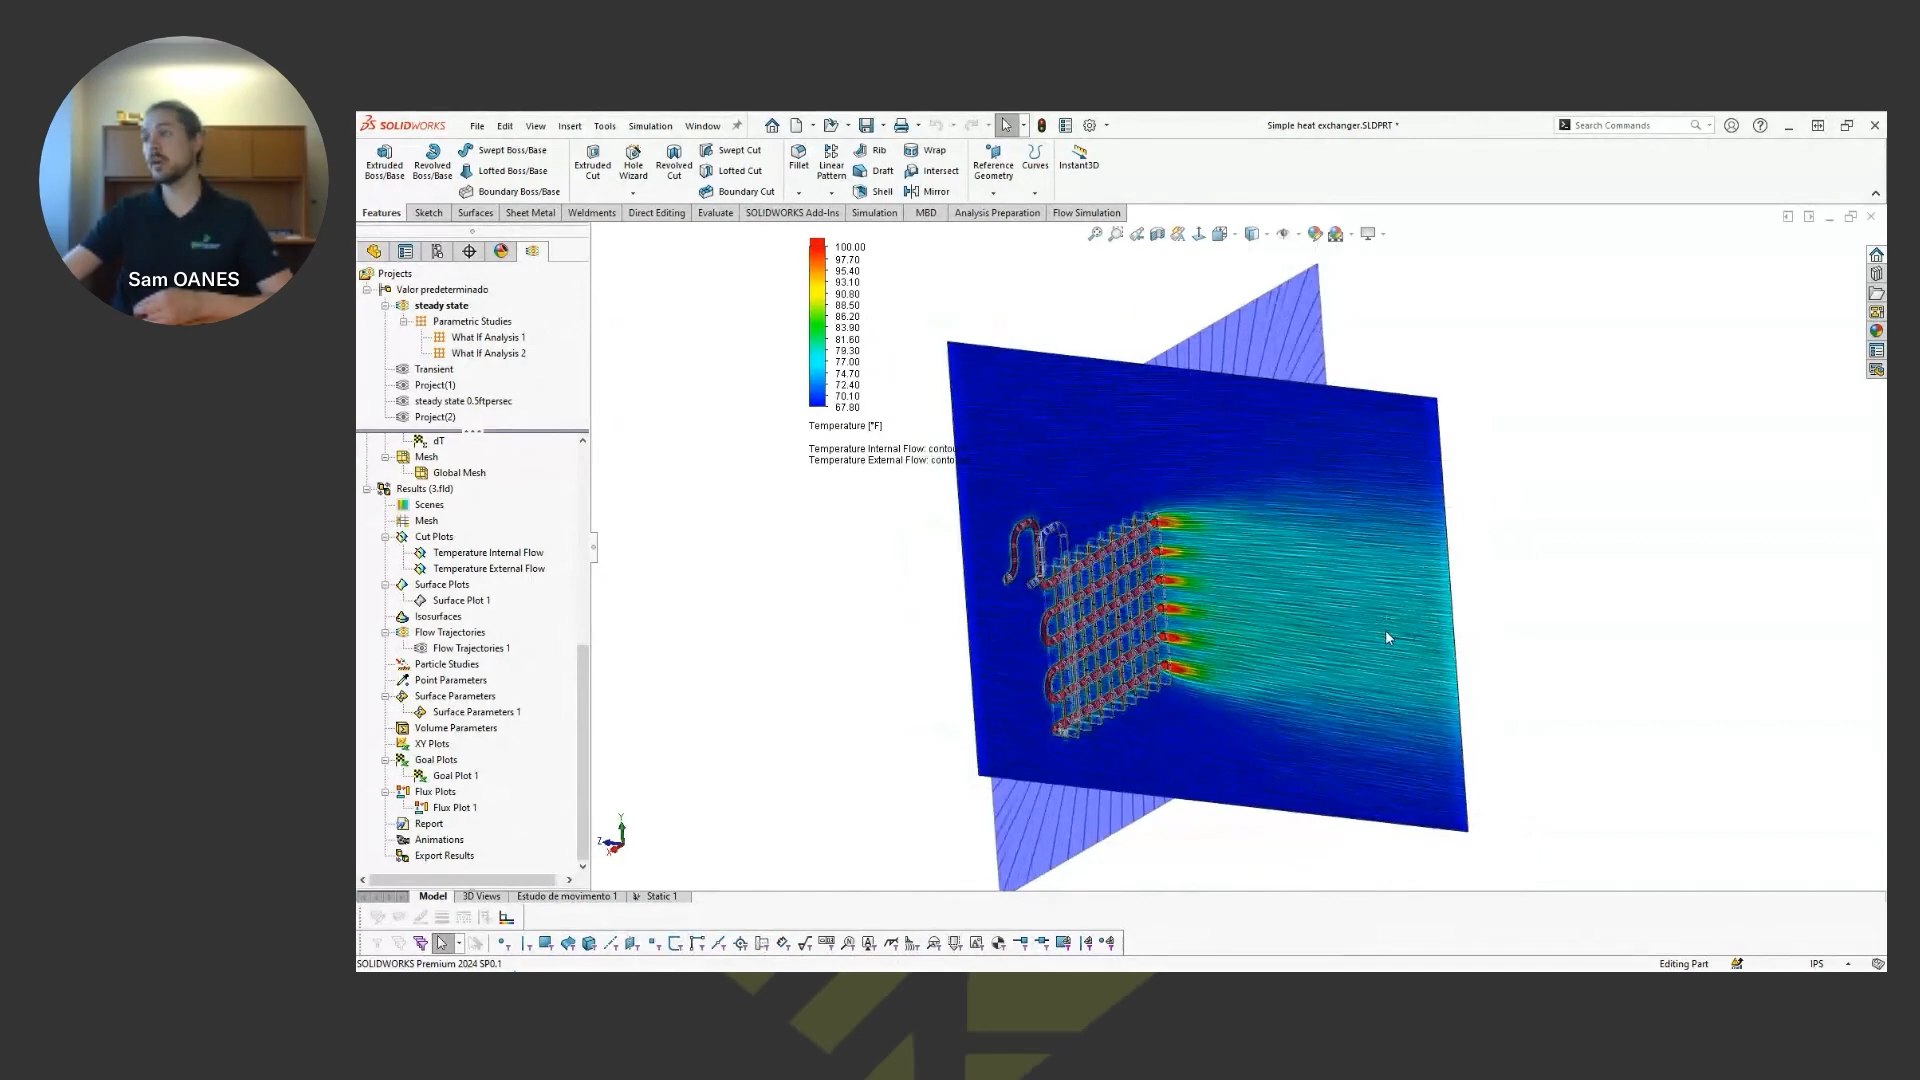 Sam OANES
SOLIDWORKS
File Edit View Insert Tools Simulation Window
Simple heat exchanger.SLDPRT *
Search Commands
Extruded Boss/Base
Revolved Boss/Base
Swept Boss/Base
Lofted Boss/Base
Boundary Boss/Base
Extruded Cut
Hole Wizard
Revolved Cut
Swept Cut
Lofted Cut
Boundary Cut
Fillet
Linear Pattern
Rib
Draft
Shell
Wrap
Intersect
Mirror
Reference Geometry
Curves
Instant3D
Features Sketch Surfaces Sheet Metal Weldments Direct Editing Evaluate SOLIDWORKS Add-Ins Simulation MBD Analysis Preparation Flow Simulation
Projects
Valor predeterminado
steady state
Parametric Studies
What If Analysis 1
What If Analysis 2
Transient
Project(1)
steady state 0.5ftpersec
Project(2)
dT
Mesh
Global Mesh
Results (3.fld)
Scenes
Mesh
Cut Plots
Temperature Internal Flow
Temperature External Flow
Surface Plots
Surface Plot 1
Isosurfaces
Flow Trajectories
Flow Trajectories 1
Particle Studies
Point Parameters
Surface Parameters
Surface Parameters 1
Volume Parameters
XY Plots
Goal Plots
Goal Plot 1
Flux Plots
Flux Plot 1
Report
Animations
Export Results
100.00
97.70
95.40
93.10
90.80
88.50
86.20
83.90
81.60
79.30
77.00
74.70
72.40
70.10
67.80
Temperature [°F]
Temperature Internal Flow: contou
Temperature External Flow: conto
Y
Z
X
Model 3D Views Estudo de movimento 1 Static 1
SOLIDWORKS Premium 2024 SP0.1
Editing Part
IPS